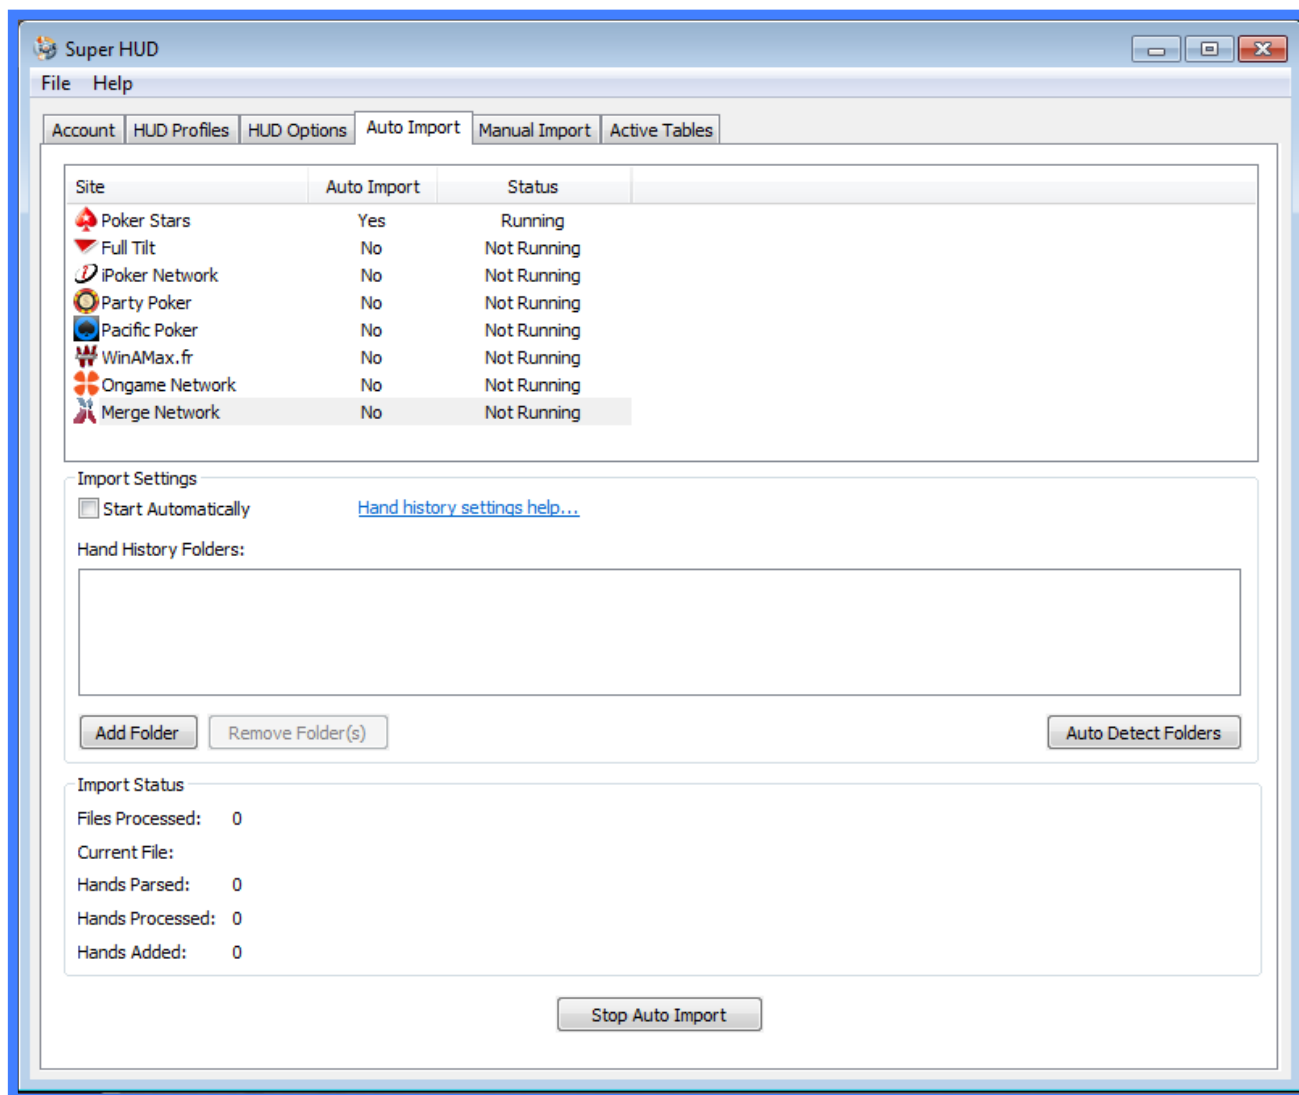 Super HUD
File Help
Account HUD Profiles HUD Options Auto Import Manual Import Active Tables
Site Auto Import Status
Poker Stars Yes Running
Full Tilt No Not Running
iPoker Network No Not Running
Party Poker No Not Running
Pacific Poker No Not Running
WinAMax.fr No Not Running
Ongame Network No Not Running
Merge Network No Not Running
Import Settings
Start Automatically Hand history settings help...
Hand History Folders:
Add Folder Remove Folder(s) Auto Detect Folders
Import Status
Files Processed: 0
Current File:
Hands Parsed: 0
Hands Processed: 0
Hands Added: 0
Stop Auto Import